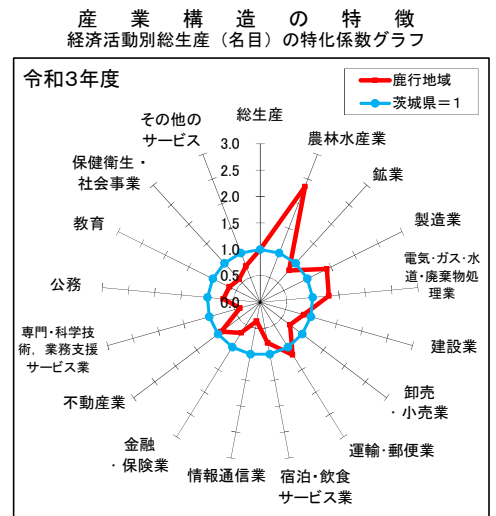 産業構造の特徴
経済活動別総生産（名目）の特化係数グラフ
令和3年度
鹿行地域
茨城県＝1
総生産
農林水産業
鉱業
製造業
電気・ガス・水
道・廃棄物処
理業
建設業
卸売
・小売業
運輸・郵便業
宿泊・飲食
サービス業
情報通信業
金融
・保険業
不動産業
専門・科学技
術，業務支援
サービス業
公務
教育
保健衛生・
社会事業
その他の
サービス
3.0
2.5
2.0
1.5
1.0
0.5
0.0